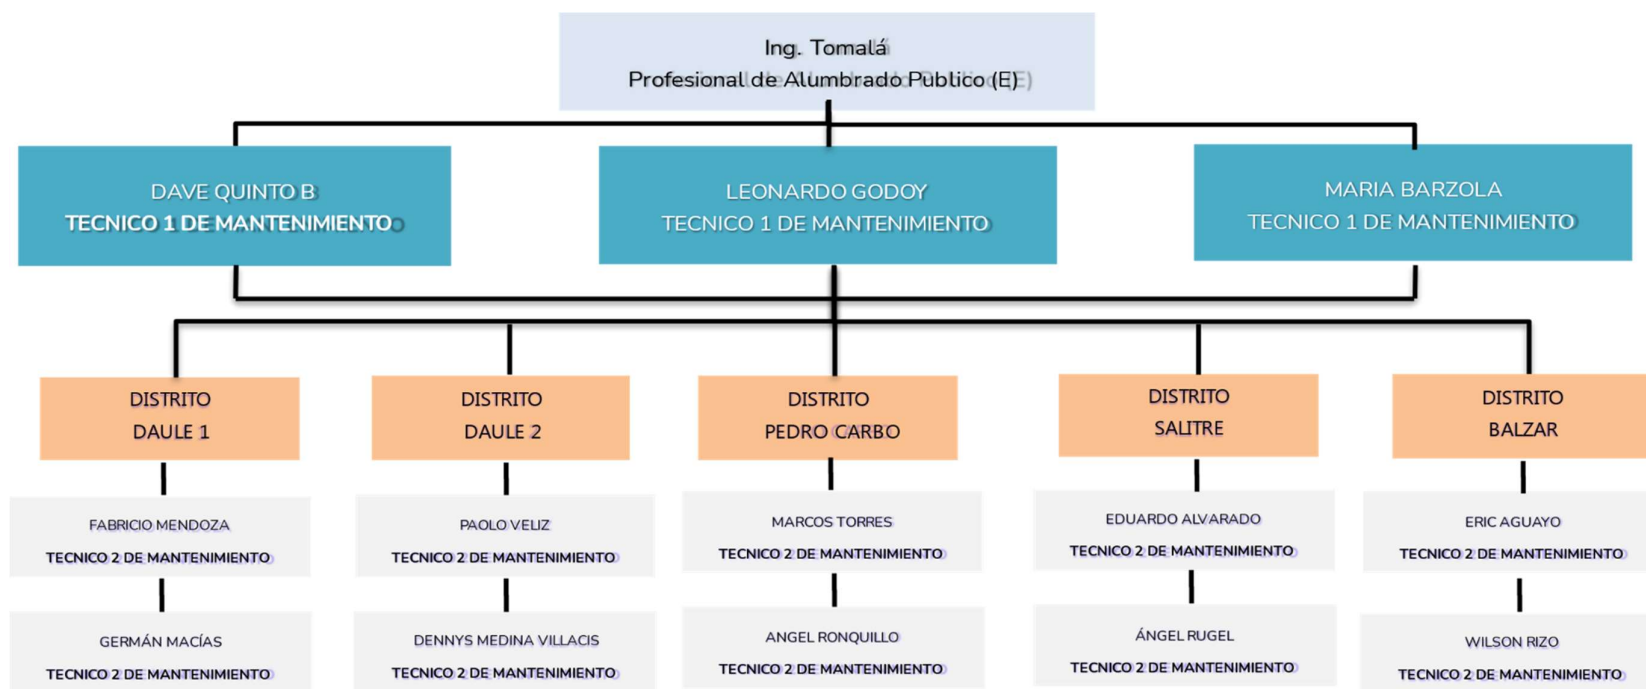 Ing. Tomalá
Profesional de Alumbrado Público (E)
DAVE QUINTO B
TECNICO 1 DE MANTENIMIENTO
LEONARDO GODOY
TECNICO 1 DE MANTENIMIENTO
MARIA BARZOLA
TECNICO 1 DE MANTENIMIENTO
DISTRITO
DAULE 1
DISTRITO
DAULE 2
DISTRITO
PEDRO CARBO
DISTRITO
SALITRE
DISTRITO
BALZAR
FABRICIO MENDOZA
TECNICO 2 DE MANTENIMIENTO
PAOLO VELIZ
TECNICO 2 DE MANTENIMIENTO
MARCOS TORRES
TECNICO 2 DE MANTENIMIENTO
EDUARDO ALVARADO
TECNICO 2 DE MANTENIMIENTO
ERIC AGUAYO
TECNICO 2 DE MANTENIMIENTO
GERMÁN MACÍAS
TECNICO 2 DE MANTENIMIENTO
DENNYS MEDINA VILLACIS
TECNICO 2 DE MANTENIMIENTO
ANGEL RONQUILLO
TECNICO 2 DE MANTENIMIENTO
ÁNGEL RUGEL
TECNICO 2 DE MANTENIMIENTO
WILSON RIZO
TECNICO 2 DE MANTENIMIENTO